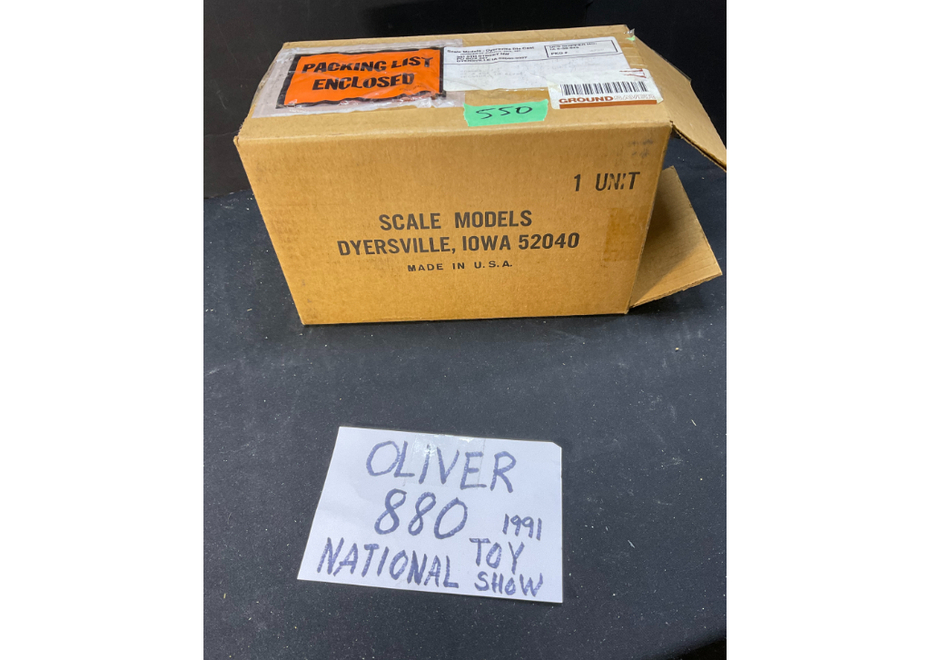 PACKING LIST
ENCLOSED
GROUND
550
1 UNIT
SCALE MODELS
DYERSVILLE, IOWA 52040
MADE IN U.S.A.
OLIVER
880 1991
NATIONAL TOY
SHOW